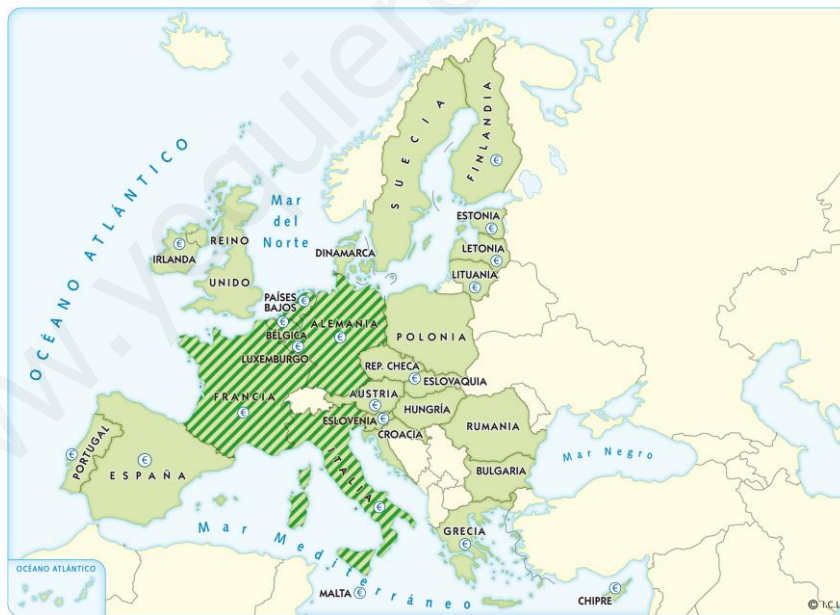 www.yoquiero
OCÉANO ATLÁNTICO
Mar
del
Norte
SUECIA
FINLANDIA
€
ESTONIA
€
LETONIA
€
LITUANIA
€
IRLANDA
€
REINO
UNIDO
DINAMARCA
PAÍSES
BAJOS
€
BÉLGICA
€
LUXEMBURGO
€
ALEMANIA
€
POLONIA
REP. CHECA
ESLOVAQUIA
€
FRANCIA
€
AUSTRIA
€
HUNGRÍA
ESLOVENIA
€
CROACIA
RUMANIA
BULGARIA
Mar Negro
PORTUGAL
€
ESPAÑA
€
ITALIA
€
GRECIA
€
Mar Mediterráneo
MALTA €
CHIPRE
€
OCÉANO ATLÁNTICO